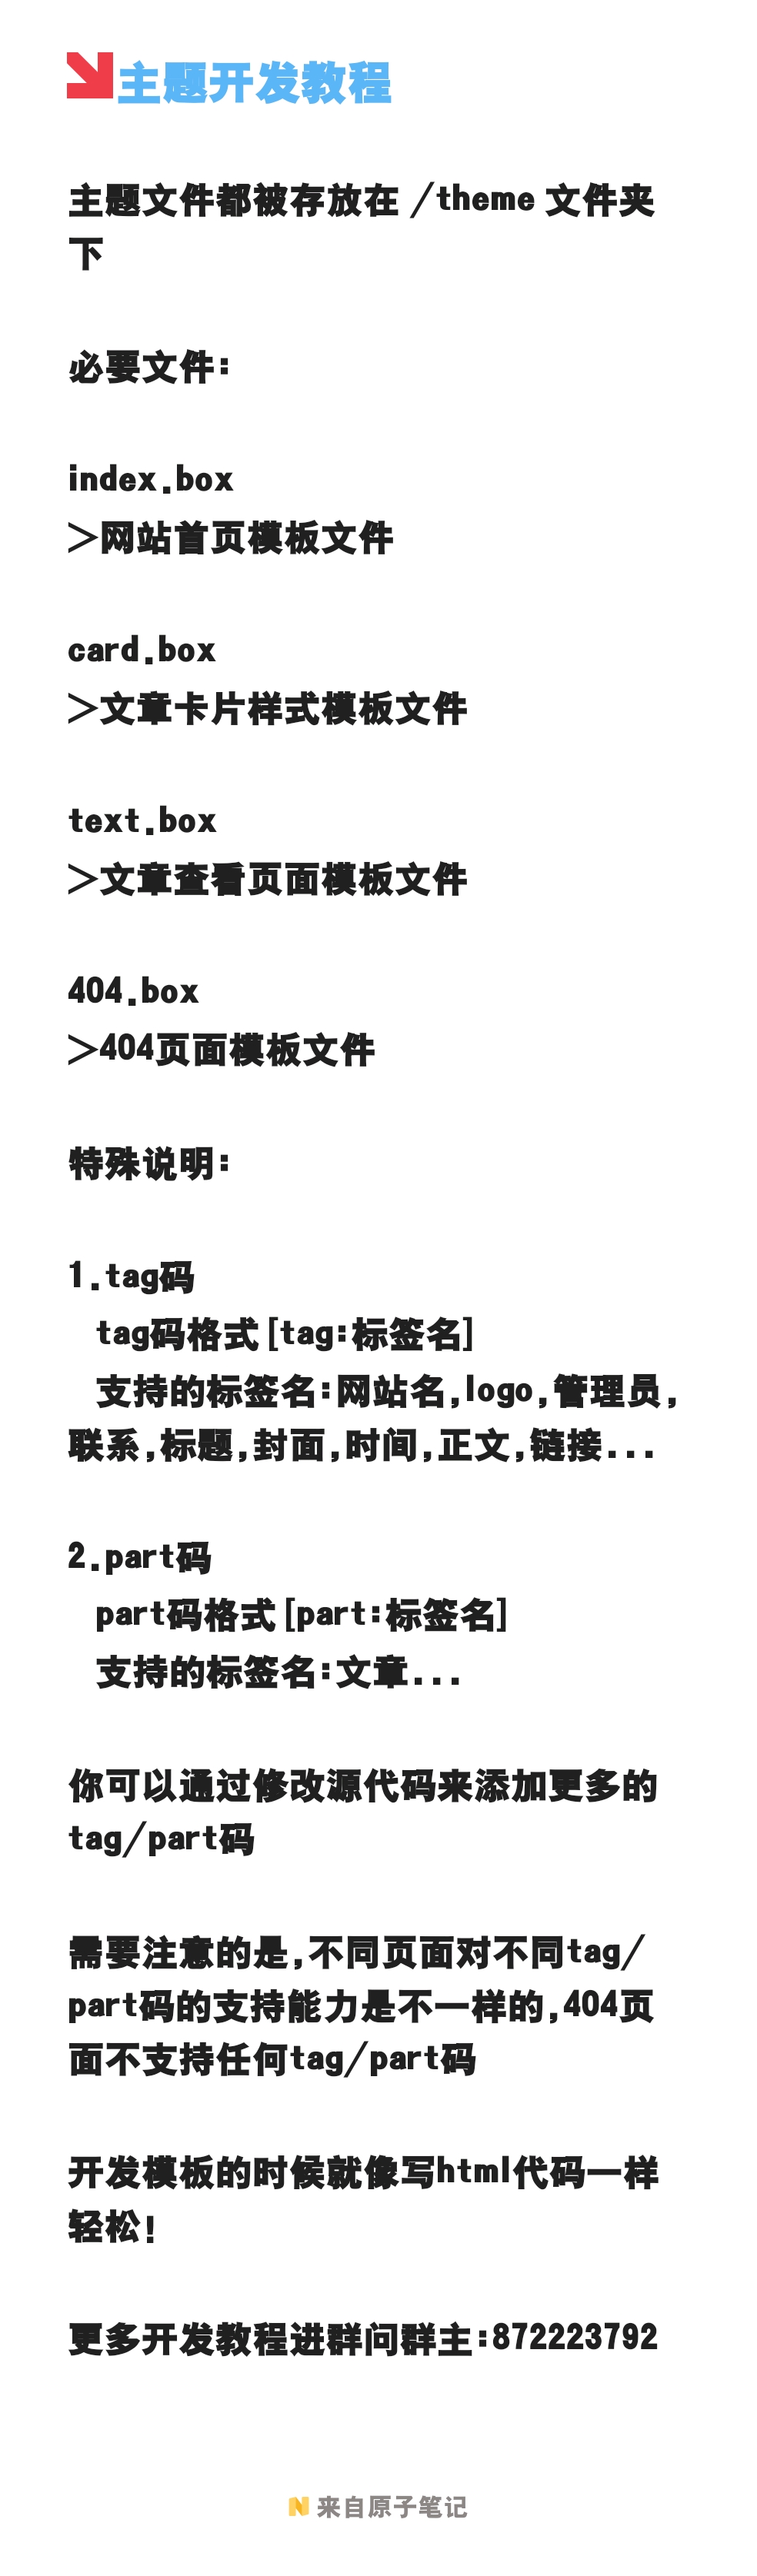 主题开发教程
主题文件都被存放在 /theme 文件夹
下
必要文件:
index.box
>网站首页模板文件
card.box
>文章卡片样式模板文件
text.box
>文章查看页面模板文件
404.box
>404页面模板文件
特殊说明:
1.tag码
tag码格式[tag:标签名]
支持的标签名:网站名,logo,管理员,
联系,标题,封面,时间,正文,链接...
2.part码
part码格式[part:标签名]
支持的标签名:文章...
你可以通过修改源代码来添加更多的
tag/part码
需要注意的是,不同页面对不同tag/
part码的支持能力是不一样的,404页
面不支持任何tag/part码
开发模板的时候就像写html代码一样
轻松!
更多开发教程进群问群主:872223792
来自原子笔记